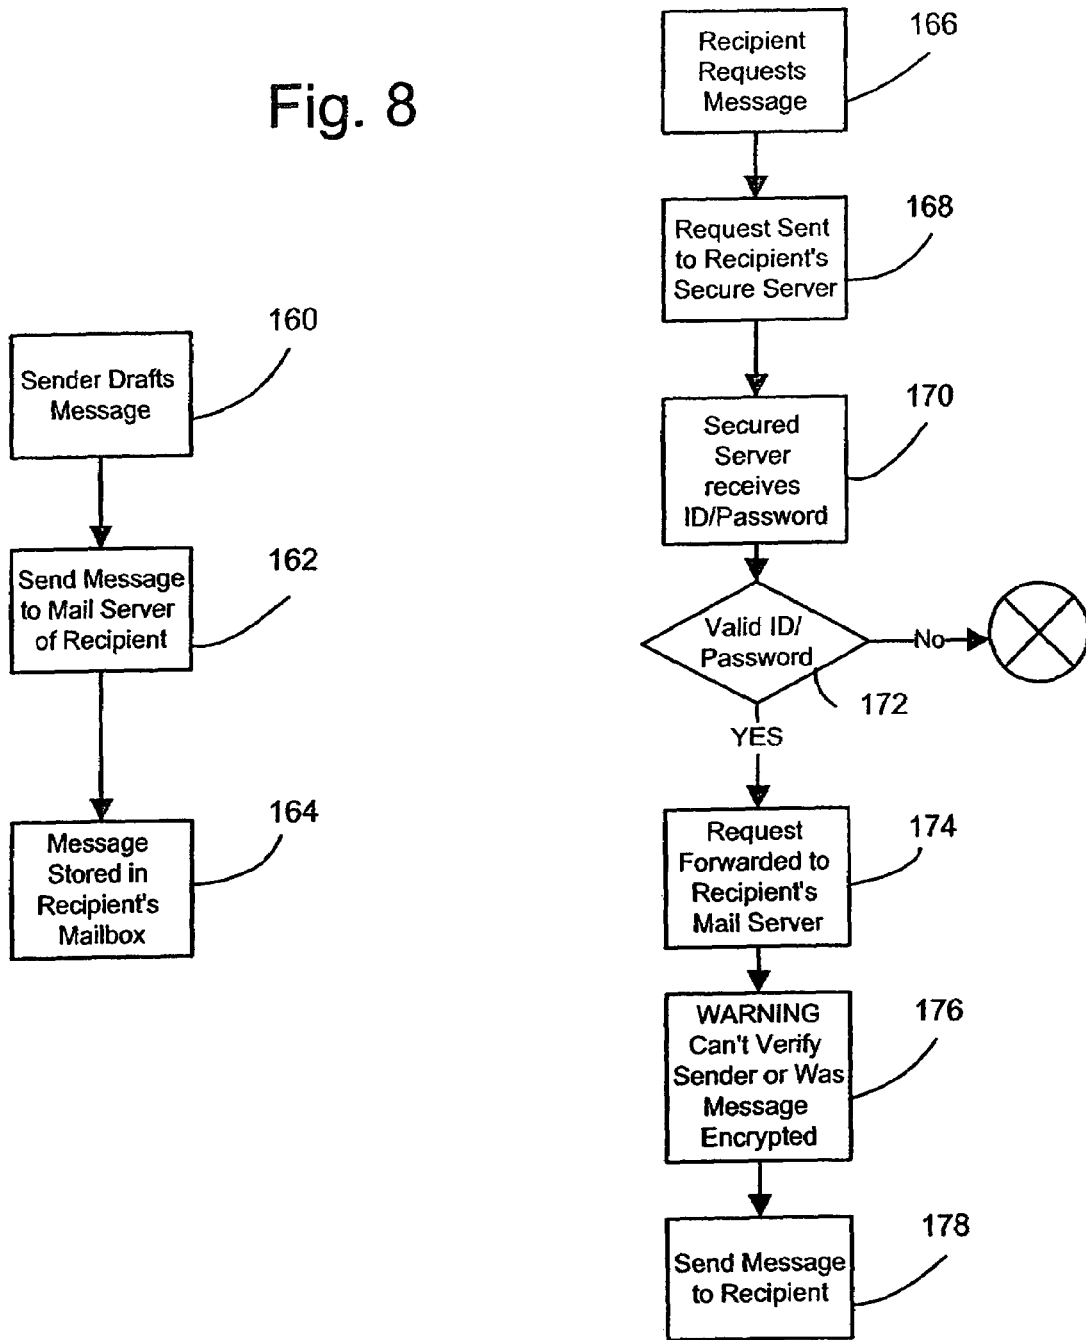 Fig. 8
160
Sender Drafts
Message
162
Send Message
to Mail Server
of Recipient
164
Message
Stored in
Recipient's
Mailbox
166
Recipient
Requests
Message
168
Request Sent
to Recipient's
Secure Server
170
Secured
Server
receives
ID/Password
Valid ID/
Password
No
172
YES
174
Request
Forwarded to
Recipient's
Mail Server
176
WARNING
Can't Verify
Sender or Was
Message
Encrypted
178
Send Message
to Recipient